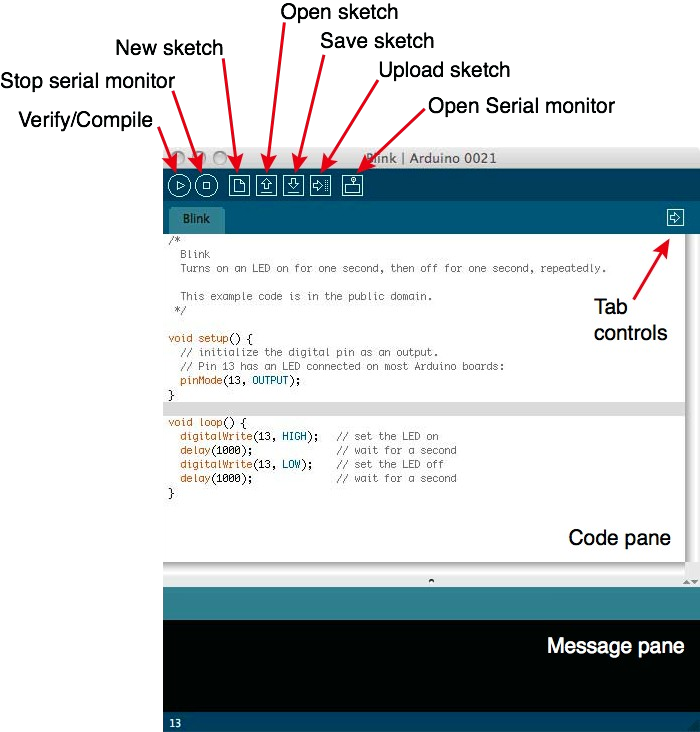 Open sketch
Save sketch
New sketch
Upload sketch
Stop serial monitor
Open Serial monitor
Verify/Compile
Blink | Arduino 0021
Blink
/*
Blink
Turns on an LED on for one second, then off for one second, repeatedly.
This example code is in the public domain.
*/
Tab
controls
void setup() {
// initialize the digital pin as an output.
// Pin 13 has an LED connected on most Arduino boards:
pinMode(13, OUTPUT);
}
void loop() {
digitalWrite(13, HIGH);   // set the LED on
delay(1000);              // wait for a second
digitalWrite(13, LOW);    // set the LED off
delay(1000);              // wait for a second
}
Code pane
Message pane
13